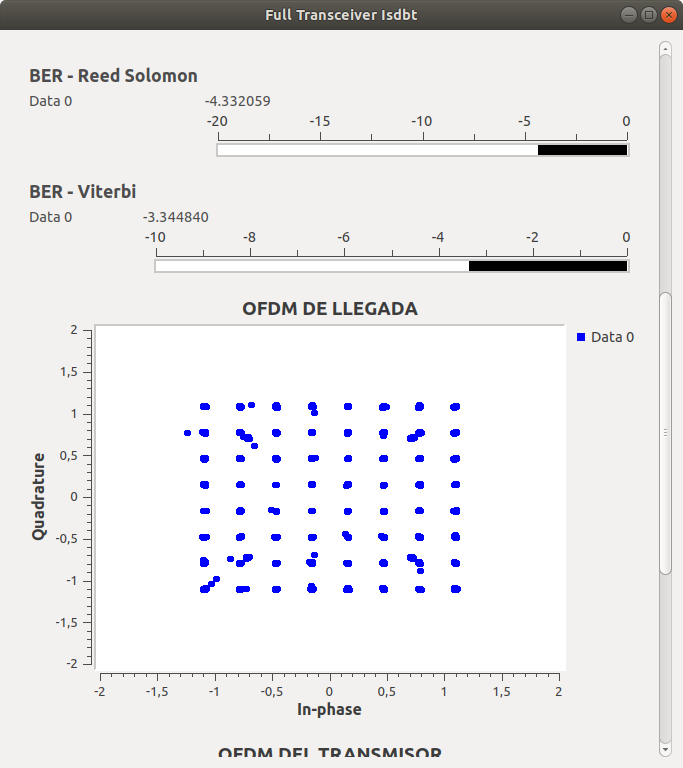 Full Transceiver Isdbt
BER - Reed Solomon
Data 0 -4.332059
-20 -15 -10 -5 0
BER - Viterbi
Data 0 -3.344840
-10 -8 -6 -4 -2 0
OFDM DE LLEGADA
Data 0
2
1,5
1
0,5
0
-0,5
-1
-1,5
-2
Quadrature
-2 -1,5 -1 -0,5 0 0,5 1 1,5 2
In-phase
OFDM DEL TRANSMISOR